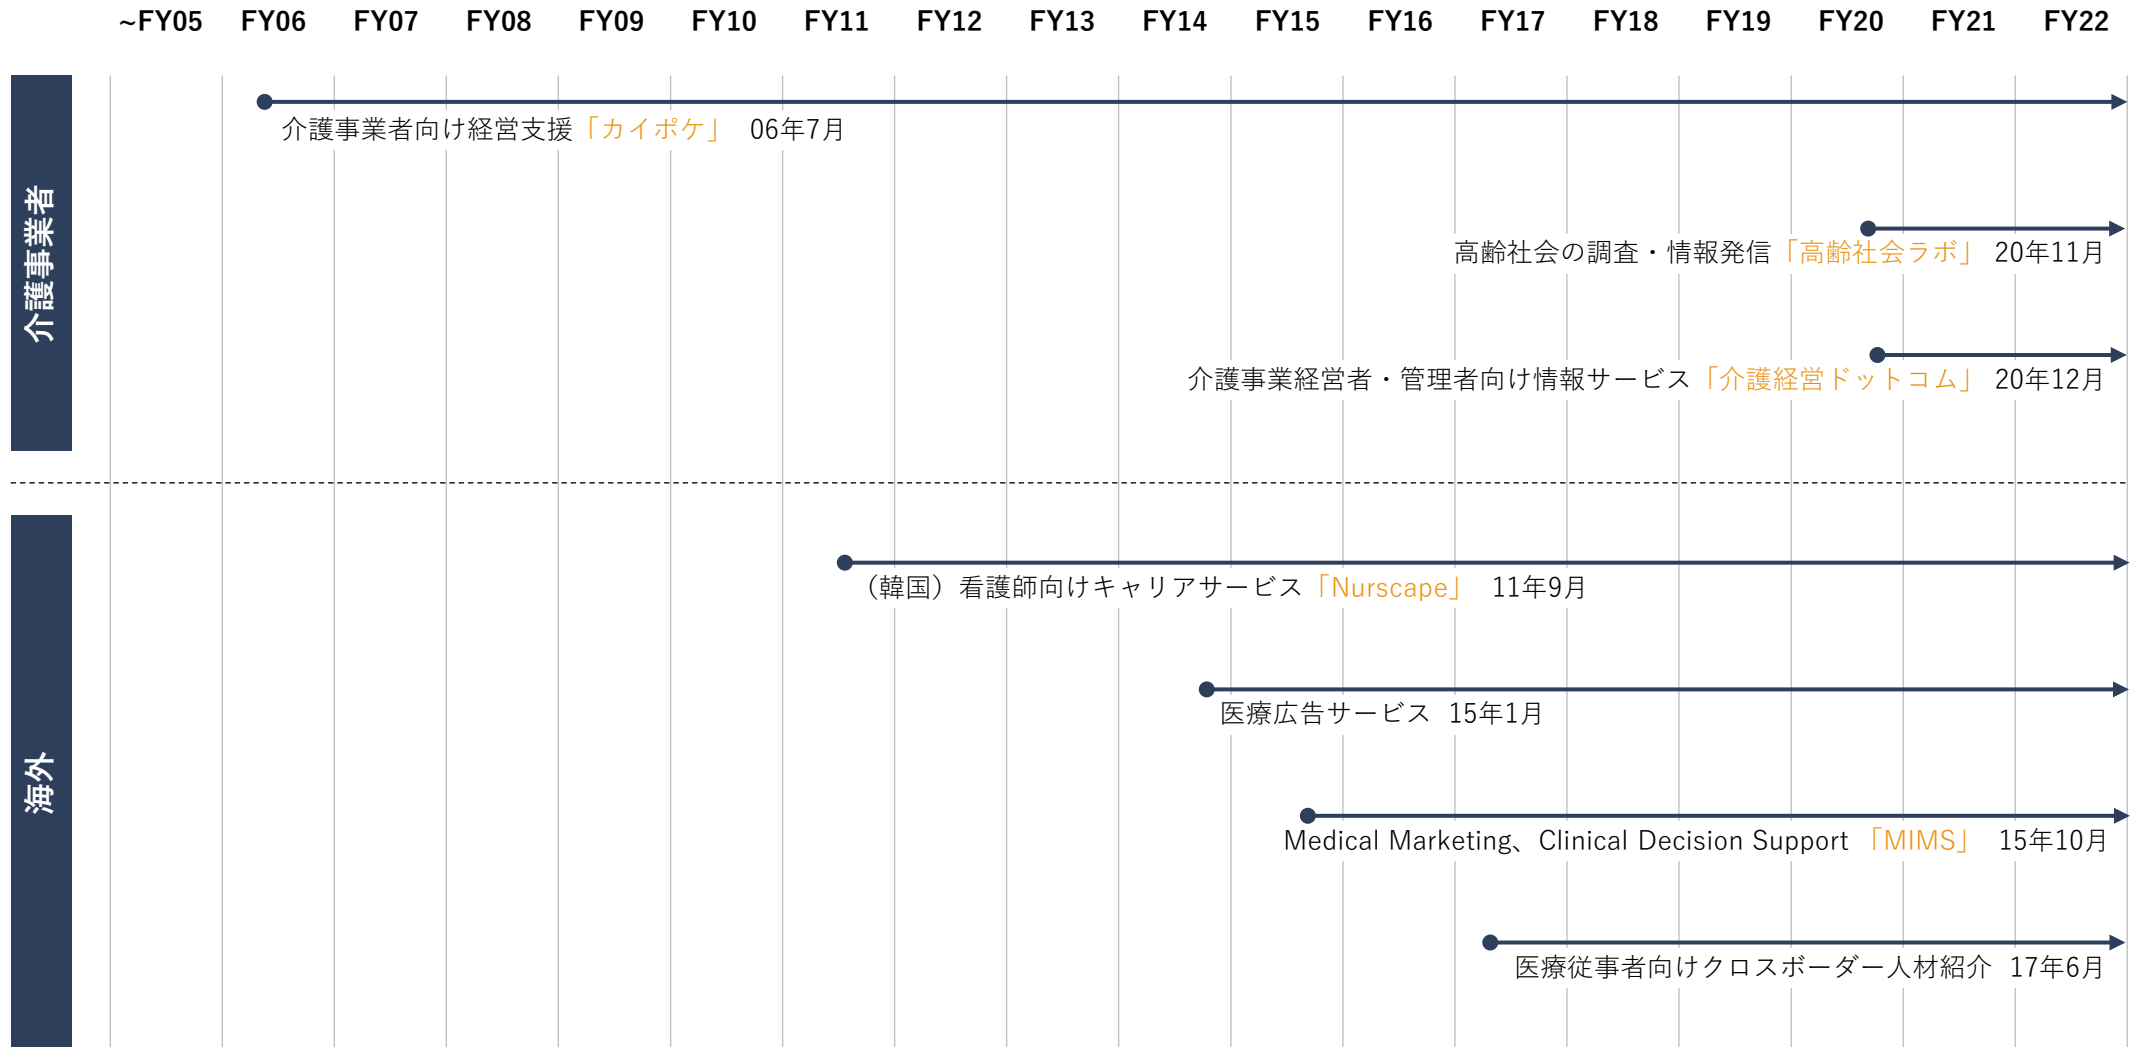 ~FY05 FY06 FY07 FY08 FY09 FY10 FY11 FY12 FY13 FY14 FY15 FY16 FY17 FY18 FY19 FY20 FY21 FY22
介護事業者
介護事業者向け経営支援「カイポケ」 06年7月
高齢社会の調査・情報発信「高齢社会ラボ」 20年11月
介護事業経営者・管理者向け情報サービス「介護経営ドットコム」 20年12月
海外
（韓国）看護師向けキャリアサービス「Nurscape」 11年9月
医療広告サービス 15年1月
Medical Marketing、Clinical Decision Support 「MIMS」 15年10月
医療従事者向けクロスボーダー人材紹介 17年6月